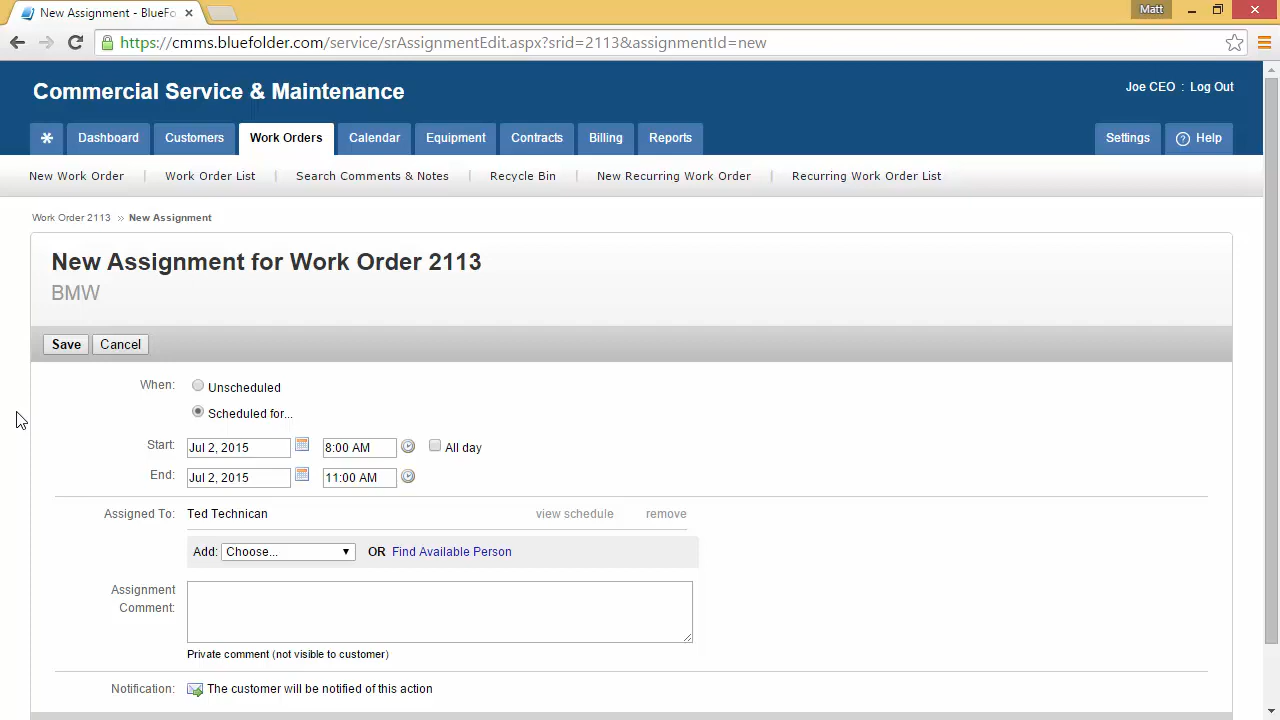 New Assignment - BlueFo
Matt
https://cmms.bluefolder.com/service/srAssignmentEdit.aspx?srid=2113&assignmentId=new
Commercial Service & Maintenance
Joe CEO : Log Out
* Dashboard Customers Work Orders Calendar Equipment Contracts Billing Reports Settings ? Help
New Work Order | Work Order List | Search Comments & Notes | Recycle Bin | New Recurring Work Order | Recurring Work Order List
Work Order 2113 » New Assignment
New Assignment for Work Order 2113
BMW
Save Cancel
When: Unscheduled
Scheduled for...
Start: Jul 2, 2015 8:00 AM All day
End: Jul 2, 2015 11:00 AM
Assigned To: Ted Technican view schedule remove
Add: Choose... OR Find Available Person
Assignment
Comment:
Private comment (not visible to customer)
Notification: The customer will be notified of this action